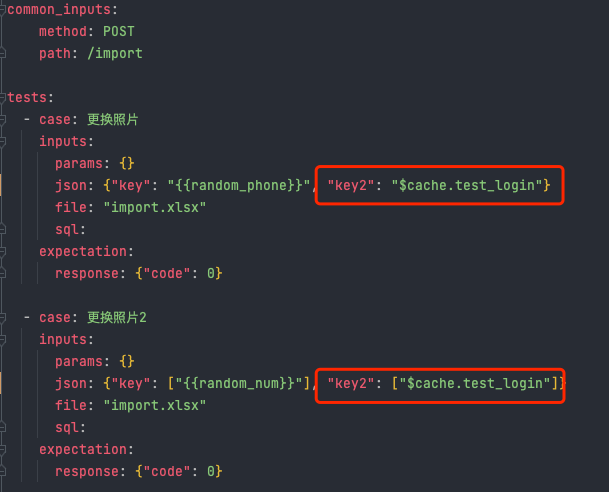 common_inputs:
    method: POST
    path: /import

tests:
  - case: 更换照片
    inputs:
      params: {}
      json: {"key": "{{random_phone}}", "key2": "$cache.test_login"}
      file: "import.xlsx"
      sql:
    expectation:
      response: {"code": 0}

  - case: 更换照片2
    inputs:
      params: {}
      json: {"key": ["{{random_num}}"], "key2": ["$cache.test_login"]}
      file: "import.xlsx"
      sql:
    expectation:
      response: {"code": 0}